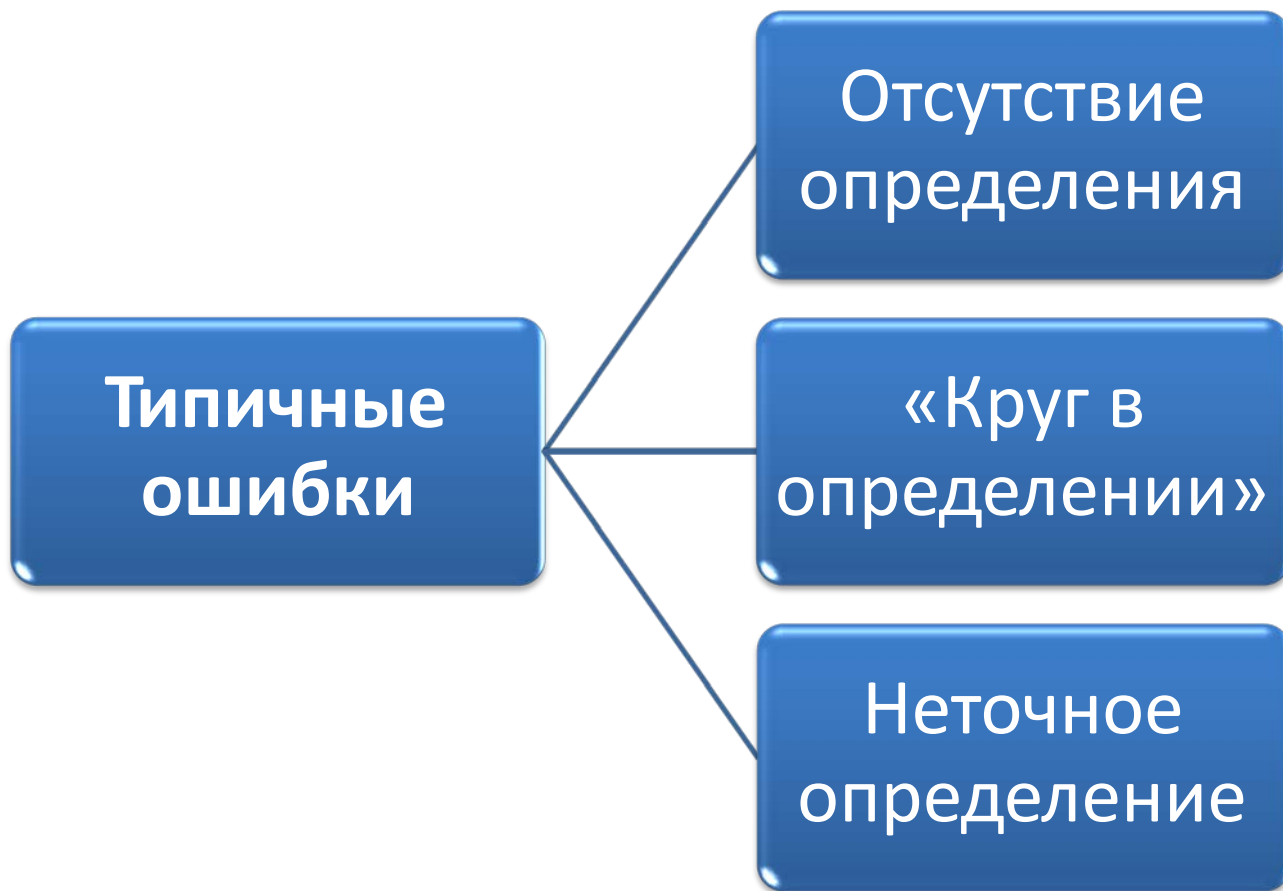 Типичные
ошибки
Отсутствие
определения
«Круг в
определении»
Неточное
определение